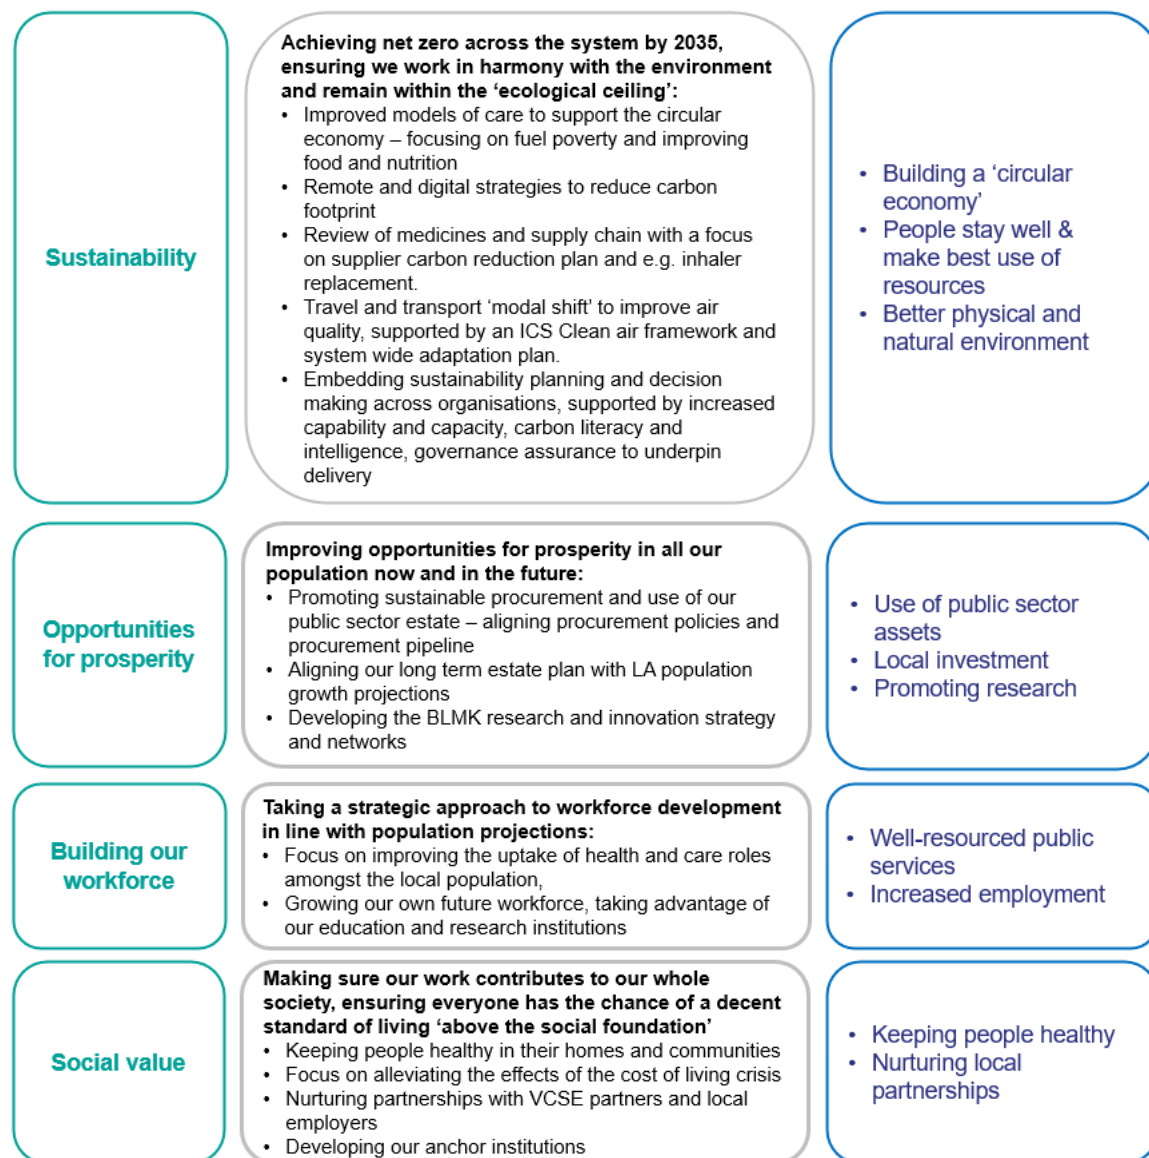 Sustainability
Achieving net zero across the system by 2035,
ensuring we work in harmony with the environment
and remain within the ‘ecological ceiling’:
• Improved models of care to support the circular
economy – focusing on fuel poverty and improving
food and nutrition
• Remote and digital strategies to reduce carbon
footprint
• Review of medicines and supply chain with a focus
on supplier carbon reduction plan and e.g. inhaler
replacement.
• Travel and transport ‘modal shift’ to improve air
quality, supported by an ICS Clean air framework and
system wide adaptation plan.
• Embedding sustainability planning and decision
making across organisations, supported by increased
capability and capacity, carbon literacy and
intelligence, governance assurance to underpin
delivery
• Building a ‘circular
economy’
• People stay well &
make best use of
resources
• Better physical and
natural environment
Opportunities
for prosperity
Improving opportunities for prosperity in all our
population now and in the future:
• Promoting sustainable procurement and use of our
public sector estate – aligning procurement policies and
procurement pipeline
• Aligning our long term estate plan with LA population
growth projections
• Developing the BLMK research and innovation strategy
and networks
• Use of public sector
assets
• Local investment
• Promoting research
Building our
workforce
Taking a strategic approach to workforce development
in line with population projections:
• Focus on improving the uptake of health and care roles
amongst the local population,
• Growing our own future workforce, taking advantage of
our education and research institutions
• Well-resourced public
services
• Increased employment
Social value
Making sure our work contributes to our whole
society, ensuring everyone has the chance of a decent
standard of living ‘above the social foundation’
• Keeping people healthy in their homes and communities
• Focus on alleviating the effects of the cost of living crisis
• Nurturing partnerships with VCSE partners and local
employers
• Developing our anchor institutions
• Keeping people healthy
• Nurturing local
partnerships